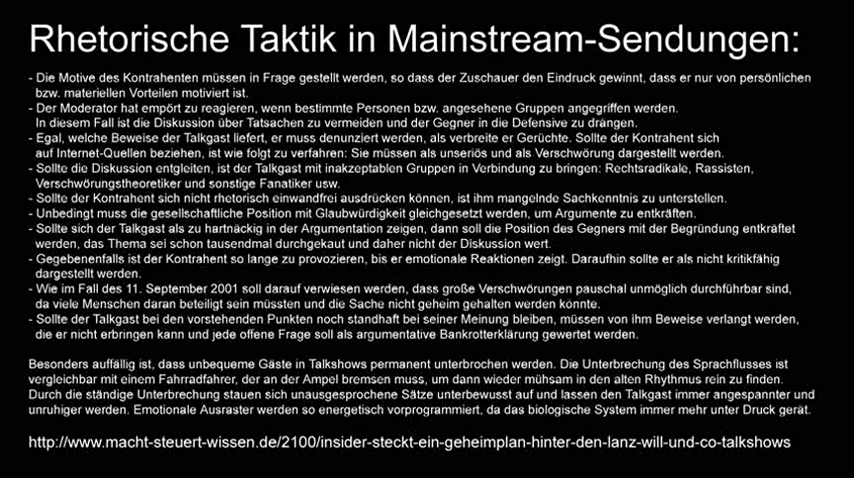 Rhetorische Taktik in Mainstream-Sendungen:
- Die Motive des Kontrahenten müssen in Frage gestellt werden, so dass der Zuschauer den Eindruck gewinnt, dass er nur von persönlichen
bzw. materiellen Vorteilen motiviert ist.
- Der Moderator hat empört zu reagieren, wenn bestimmte Personen bzw. angesehene Gruppen angegriffen werden.
In diesem Fall ist die Diskussion über Tatsachen zu vermeiden und der Gegner in die Defensive zu drängen.
- Egal, welche Beweise der Talkgast liefert, er muss denunziert werden, als verbreite er Gerüchte. Sollte der Kontrahent sich
auf Internet-Quellen beziehen, ist wie folgt zu verfahren: Sie müssen als unseriös und als Verschwörung dargestellt werden.
- Sollte die Diskussion entgleiten, ist der Talkgast mit inakzeptablen Gruppen in Verbindung zu bringen: Rechtsradikale, Rassisten,
Verschwörungstheoretiker und sonstige Fanatiker usw.
- Sollte der Kontrahent sich nicht rhetorisch einwandfrei ausdrücken können, ist ihm mangelnde Sachkenntnis zu unterstellen.
- Unbedingt muss die gesellschaftliche Position mit Glaubwürdigkeit gleichgesetzt werden, um Argumente zu entkräften.
- Sollte sich der Talkgast als zu hartnäckig in der Argumentation zeigen, dann soll die Position des Gegners mit der Begründung entkräftet
werden, das Thema sei schon tausendmal durchgekaut und daher nicht der Diskussion wert.
- Gegebenenfalls ist der Kontrahent so lange zu provozieren, bis er emotionale Reaktionen zeigt. Daraufhin sollte er als nicht kritikfähig
dargestellt werden.
- Wie im Fall des 11. September 2001 soll darauf verwiesen werden, dass große Verschwörungen pauschal unmöglich durchführbar sind,
da viele Menschen daran beteiligt sein müssten und die Sache nicht geheim gehalten werden könnte.
- Sollte der Talkgast bei den vorstehenden Punkten noch standhaft bei seiner Meinung bleiben, müssen von ihm Beweise verlangt werden,
die er nicht erbringen kann und jede offene Frage soll als argumentative Bankrotterklärung gewertet werden.
Besonders auffällig ist, dass unbequeme Gäste in Talkshows permanent unterbrochen werden. Die Unterbrechung des Sprachflusses ist
vergleichbar mit einem Fahrradfahrer, der an der Ampel bremsen muss, um dann wieder mühsam in den alten Rhythmus rein zu finden.
Durch die ständige Unterbrechung stauen sich unausgesprochene Sätze unterbewusst auf und lassen den Talkgast immer angespannter und
unruhiger werden. Emotionale Ausraster werden so energetisch vorprogrammiert, da das biologische System immer mehr unter Druck gerät.
http://www.macht-steuert-wissen.de/2100/insider-steckt-ein-geheimplan-hinter-den-lanz-will-und-co-talkshows